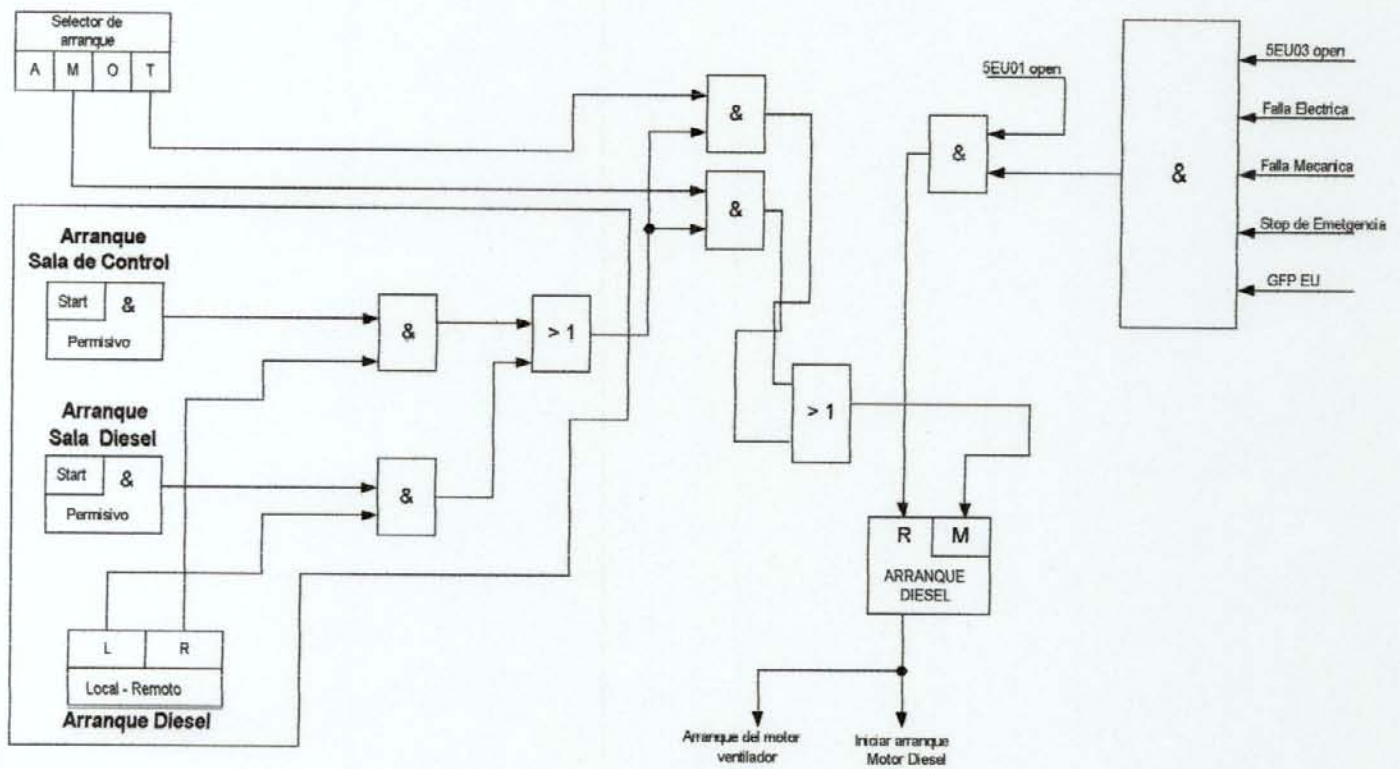 Selector de
arranque
A M O T
&
&
5EU01 open
&
&
5EU03 open
Falla Electrica
Falla Mecanica
Stop de Emetgencia
GFP EU
Arranque
Sala de Control
Start &
Permisivo
&
> 1
Arranque
Sala Diesel
Start &
Permisivo
&
> 1
L R
Local - Remoto
Arranque Diesel
R M
ARRANQUE
DIESEL
Arranque del motor
ventilador
Iniciar arranque
Motor Diesel